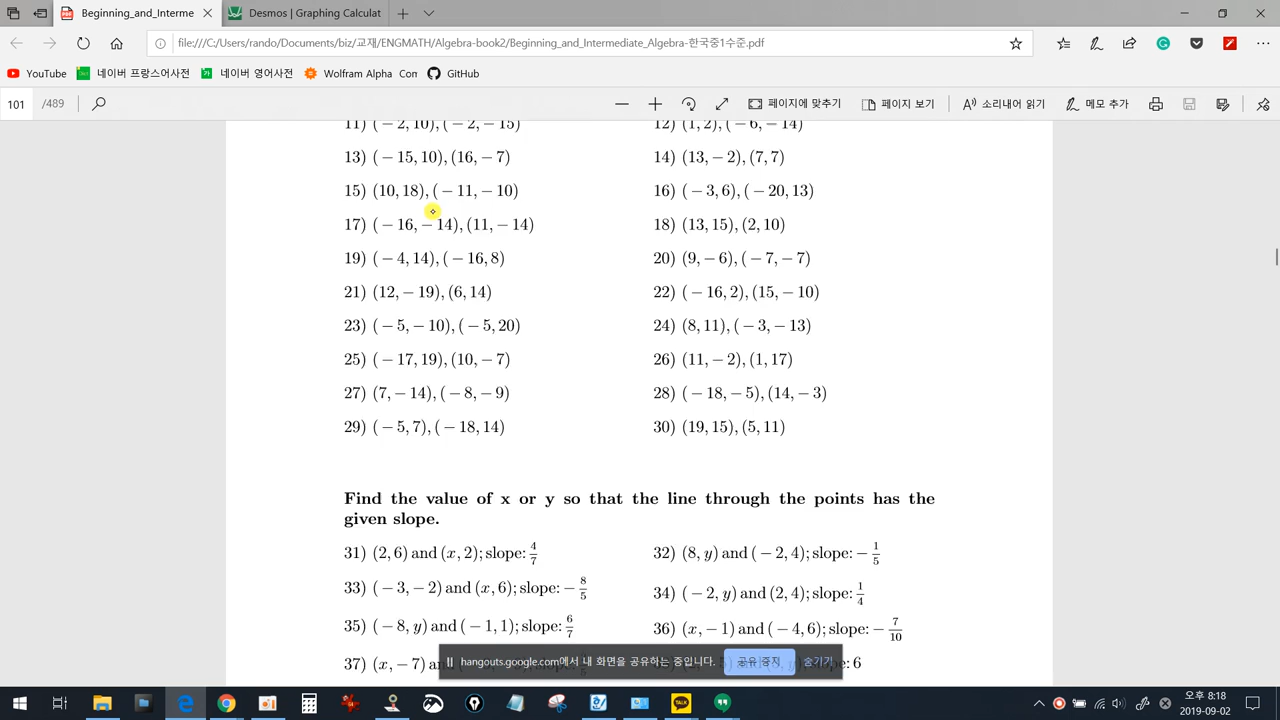 Beginning_and_Interme
Desmos | Graphing Calculat
file:///C:/Users/rando/Documents/biz/교재/ENGMATH/Algebra-book2/Beginning_and_Intermediate_Algebra-한국중1수준.pdf
YouTube 네이버 프랑스어사전 네이버 영어사전 Wolfram Alpha Con GitHub
101 /489 페이지에 맞추기 페이지 보기 소리내어 읽기 메모 추가
11) (−2, 10), (−2, −15) 12) (1, 2), (−6, −14)
13) (−15, 10), (16, −7) 14) (13, −2), (7, 7)
15) (10, 18), (−11, −10) 16) (−3, 6), (−20, 13)
17) (−16, −14), (11, −14) 18) (13, 15), (2, 10)
19) (−4, 14), (−16, 8) 20) (9, −6), (−7, −7)
21) (12, −19), (6, 14) 22) (−16, 2), (15, −10)
23) (−5, −10), (−5, 20) 24) (8, 11), (−3, −13)
25) (−17, 19), (10, −7) 26) (11, −2), (1, 17)
27) (7, −14), (−8, −9) 28) (−18, −5), (14, −3)
29) (−5, 7), (−18, 14) 30) (19, 15), (5, 11)
Find the value of x or y so that the line through the points has the
given slope.
31) (2, 6) and (x, 2); slope: 4/7 32) (8, y) and (−2, 4); slope: −1/5
33) (−3, −2) and (x, 6); slope: −8/5 34) (−2, y) and (2, 4); slope: 1/4
35) (−8, y) and (−1, 1); slope: 6/7 36) (x, −1) and (−4, 6); slope: −7/10
37) (x, −7) an
hangouts.google.com에서 내 화면을 공유하는 중입니다. 공유 중지 숨기기
: 6
오후 8:18
2019-09-02